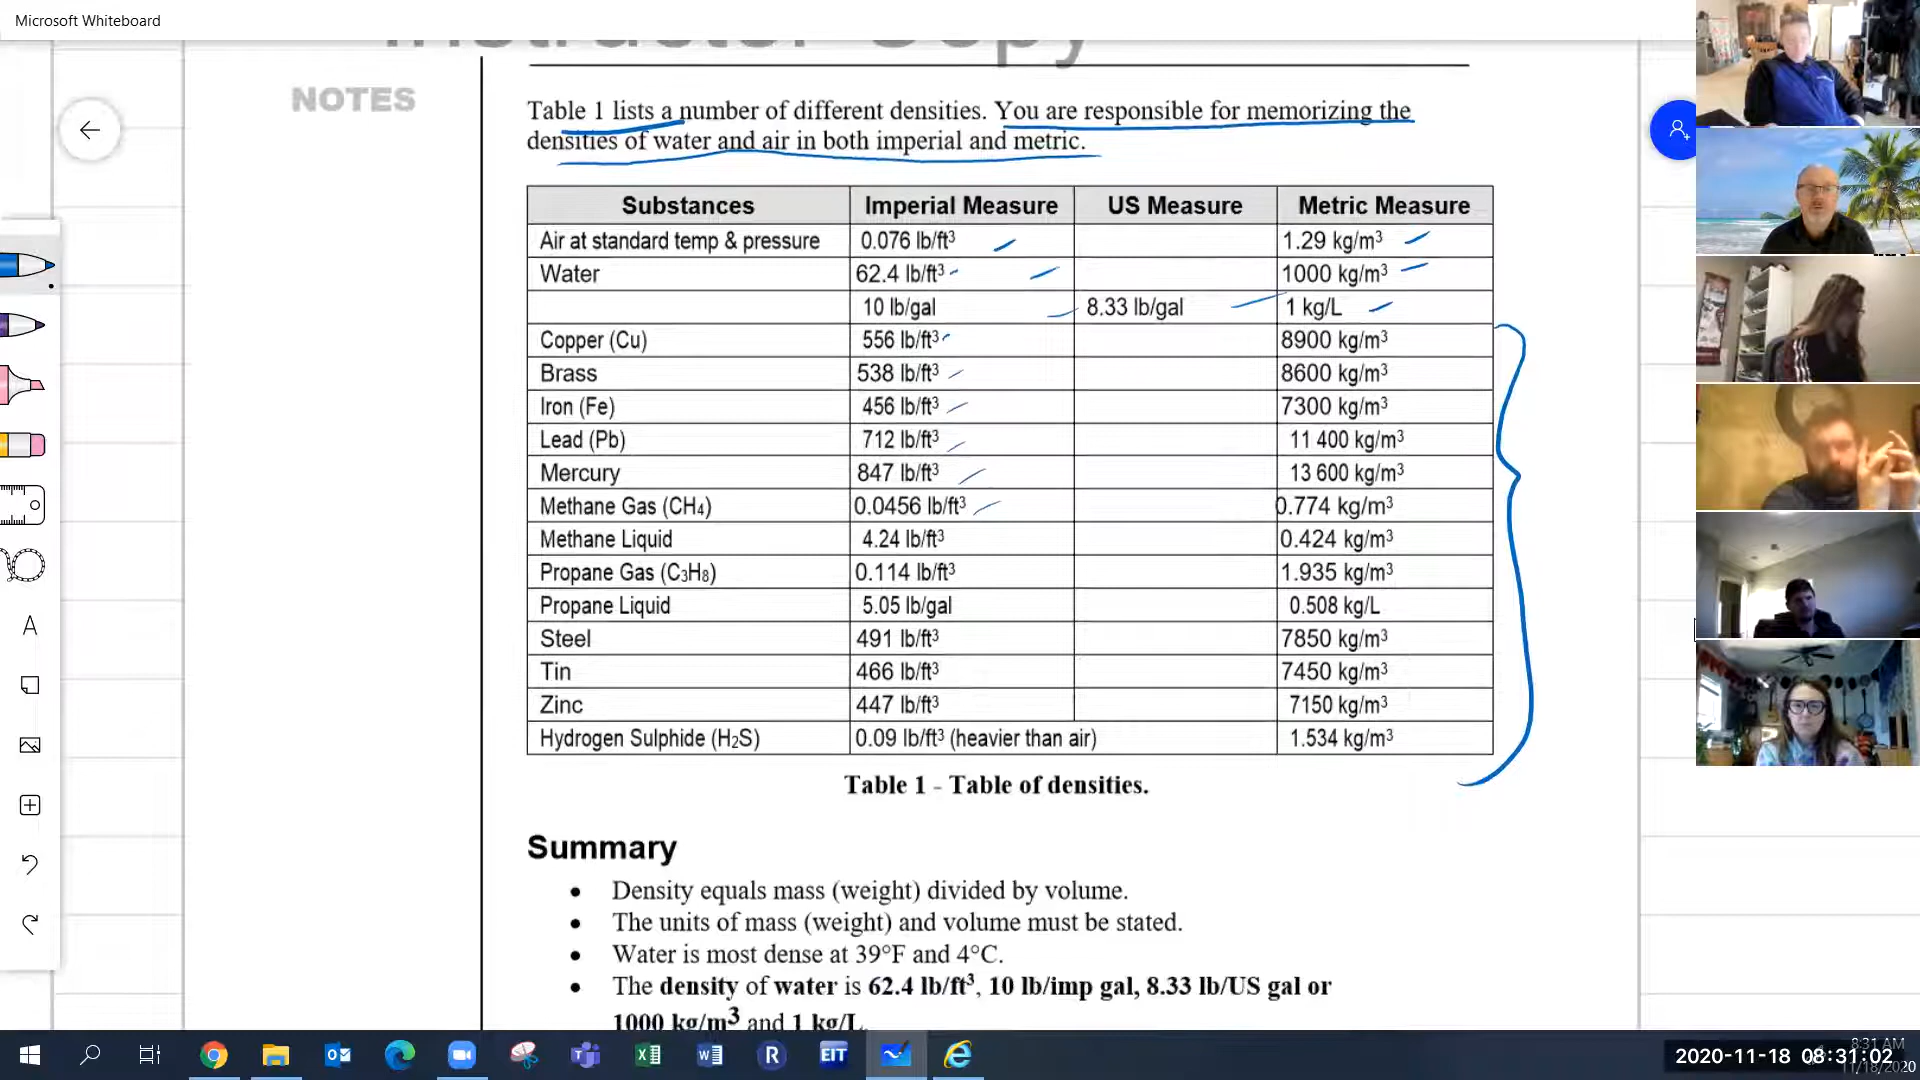 Microsoft Whiteboard
Instructor Copy
NOTES
Table 1 lists a number of different densities. You are responsible for memorizing the
densities of water and air in both imperial and metric.
Substances Imperial Measure US Measure Metric Measure
Air at standard temp & pressure 0.076 lb/ft³ 1.29 kg/m³
Water 62.4 lb/ft³ 1000 kg/m³
10 lb/gal 8.33 lb/gal 1 kg/L
Copper (Cu) 556 lb/ft³ 8900 kg/m³
Brass 538 lb/ft³ 8600 kg/m³
Iron (Fe) 456 lb/ft³ 7300 kg/m³
Lead (Pb) 712 lb/ft³ 11 400 kg/m³
Mercury 847 lb/ft³ 13 600 kg/m³
Methane Gas (CH₄) 0.0456 lb/ft³ 0.774 kg/m³
Methane Liquid 4.24 lb/ft³ 0.424 kg/m³
Propane Gas (C₃H₈) 0.114 lb/ft³ 1.935 kg/m³
Propane Liquid 5.05 lb/gal 0.508 kg/L
Steel 491 lb/ft³ 7850 kg/m³
Tin 466 lb/ft³ 7450 kg/m³
Zinc 447 lb/ft³ 7150 kg/m³
Hydrogen Sulphide (H₂S) 0.09 lb/ft³ (heavier than air) 1.534 kg/m³
Table 1 - Table of densities.
Summary
• Density equals mass (weight) divided by volume.
• The units of mass (weight) and volume must be stated.
• Water is most dense at 39°F and 4°C.
• The density of water is 62.4 lb/ft³, 10 lb/imp gal, 8.33 lb/US gal or
1000 kg/m³ and 1 kg/L
EIT
8:31 AM
2020-11-18 08:31:02
11/18/2020